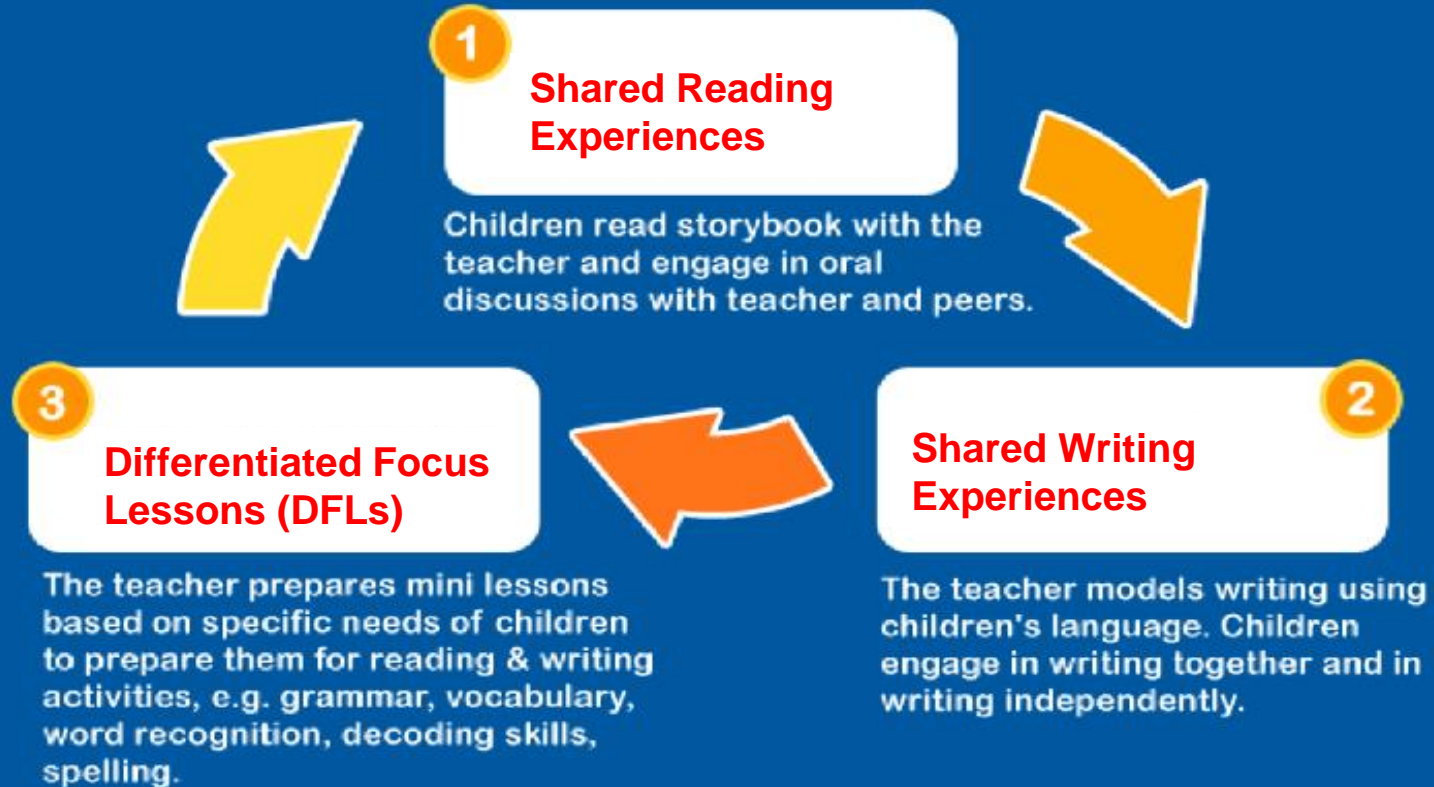 1
Shared Reading
Experiences
Children read storybook with the
teacher and engage in oral
discussions with teacher and peers.
2
Shared Writing
Experiences
The teacher models writing using
children's language. Children
engage in writing together and in
writing independently.
3
Differentiated Focus
Lessons (DFLs)
The teacher prepares mini lessons
based on specific needs of children
to prepare them for reading & writing
activities, e.g. grammar, vocabulary,
word recognition, decoding skills,
spelling.